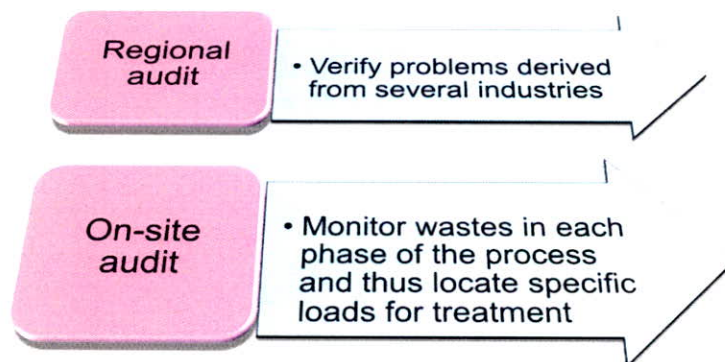 Regional
audit
• Verify problems derived
from several industries
On-site
audit
• Monitor wastes in each
phase of the process
and thus locate specific
loads for treatment